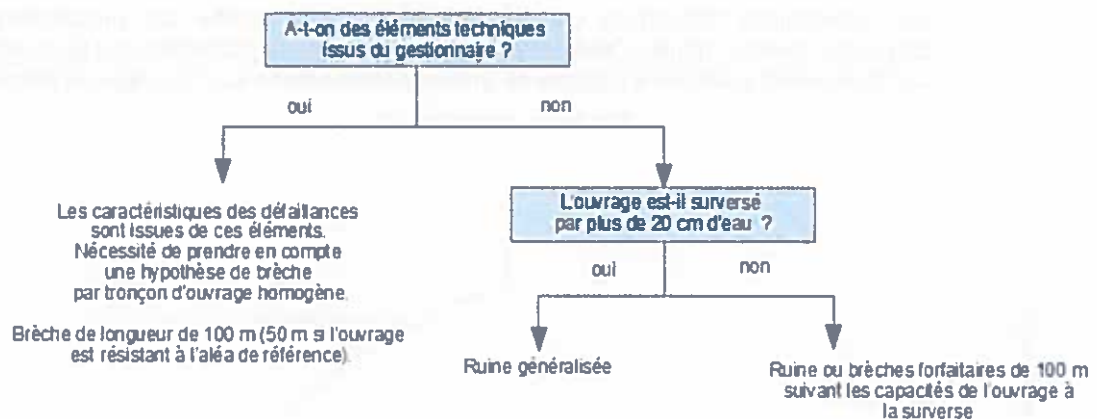 A-t-on des éléments techniques
issus du gestionnaire ?
oui
non
Les caractéristiques des défaillances
sont issues de ces éléments.
Nécessité de prendre en compte
une hypothèse de brèche
par tronçon d'ouvrage homogène.
Brèche de longueur de 100 m (50 m si l'ouvrage
est résistant à l'aléa de référence).
L'ouvrage est-il surversé
par plus de 20 cm d'eau ?
oui
non
Ruine généralisée
Ruine ou brèches forfaitaires de 100 m
suivant les capacités de l'ouvrage à
la surverse